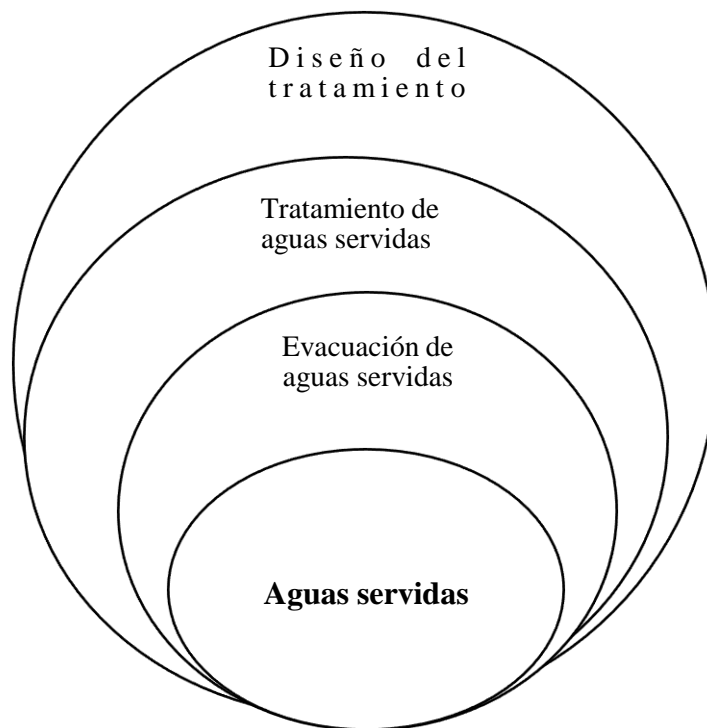 Diseño del
tratamiento
Tratamiento de
aguas servidas
Evacuación de
aguas servidas
Aguas servidas